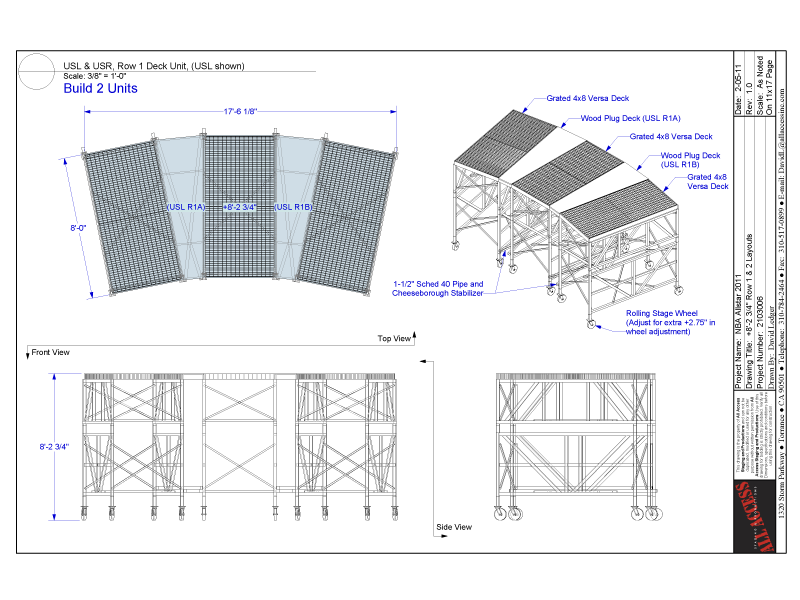 USL & USR, Row 1 Deck Unit, (USL shown)
Scale: 3/8" = 1'-0"
Build 2 Units
17'-6 1/8"
(USL R1A)
+8'-2 3/4"
(USL R1B)
8'-0"
Grated 4x8 Versa Deck
Wood Plug Deck (USL R1A)
Grated 4x8 Versa Deck
Wood Plug Deck
(USL R1B)
Grated 4x8
Versa Deck
1-1/2" Sched 40 Pipe and
Cheeseborough Stabilizer
Rolling Stage Wheel
(Adjust for extra +2.75" in
wheel adjustment)
Top View
Front View
8'-2 3/4"
Side View
Date: 2-05-11
Rev: 1.0
Scale: As Noted
On 11x17 Page
Project Name: NBA Allstar 2011
Drawing Title: +8'-2 3/4" Row 1 & 2 Layouts
Project Number: 2103006
Drawn By: David Ledger
ALL ACCESS
1320 Storm Parkway ● Torrance ● CA 90501 ● Telephone: 310-784-2464 ● Fax: 310-517-0899 ● E-mail: DavidL@allaccessinc.com